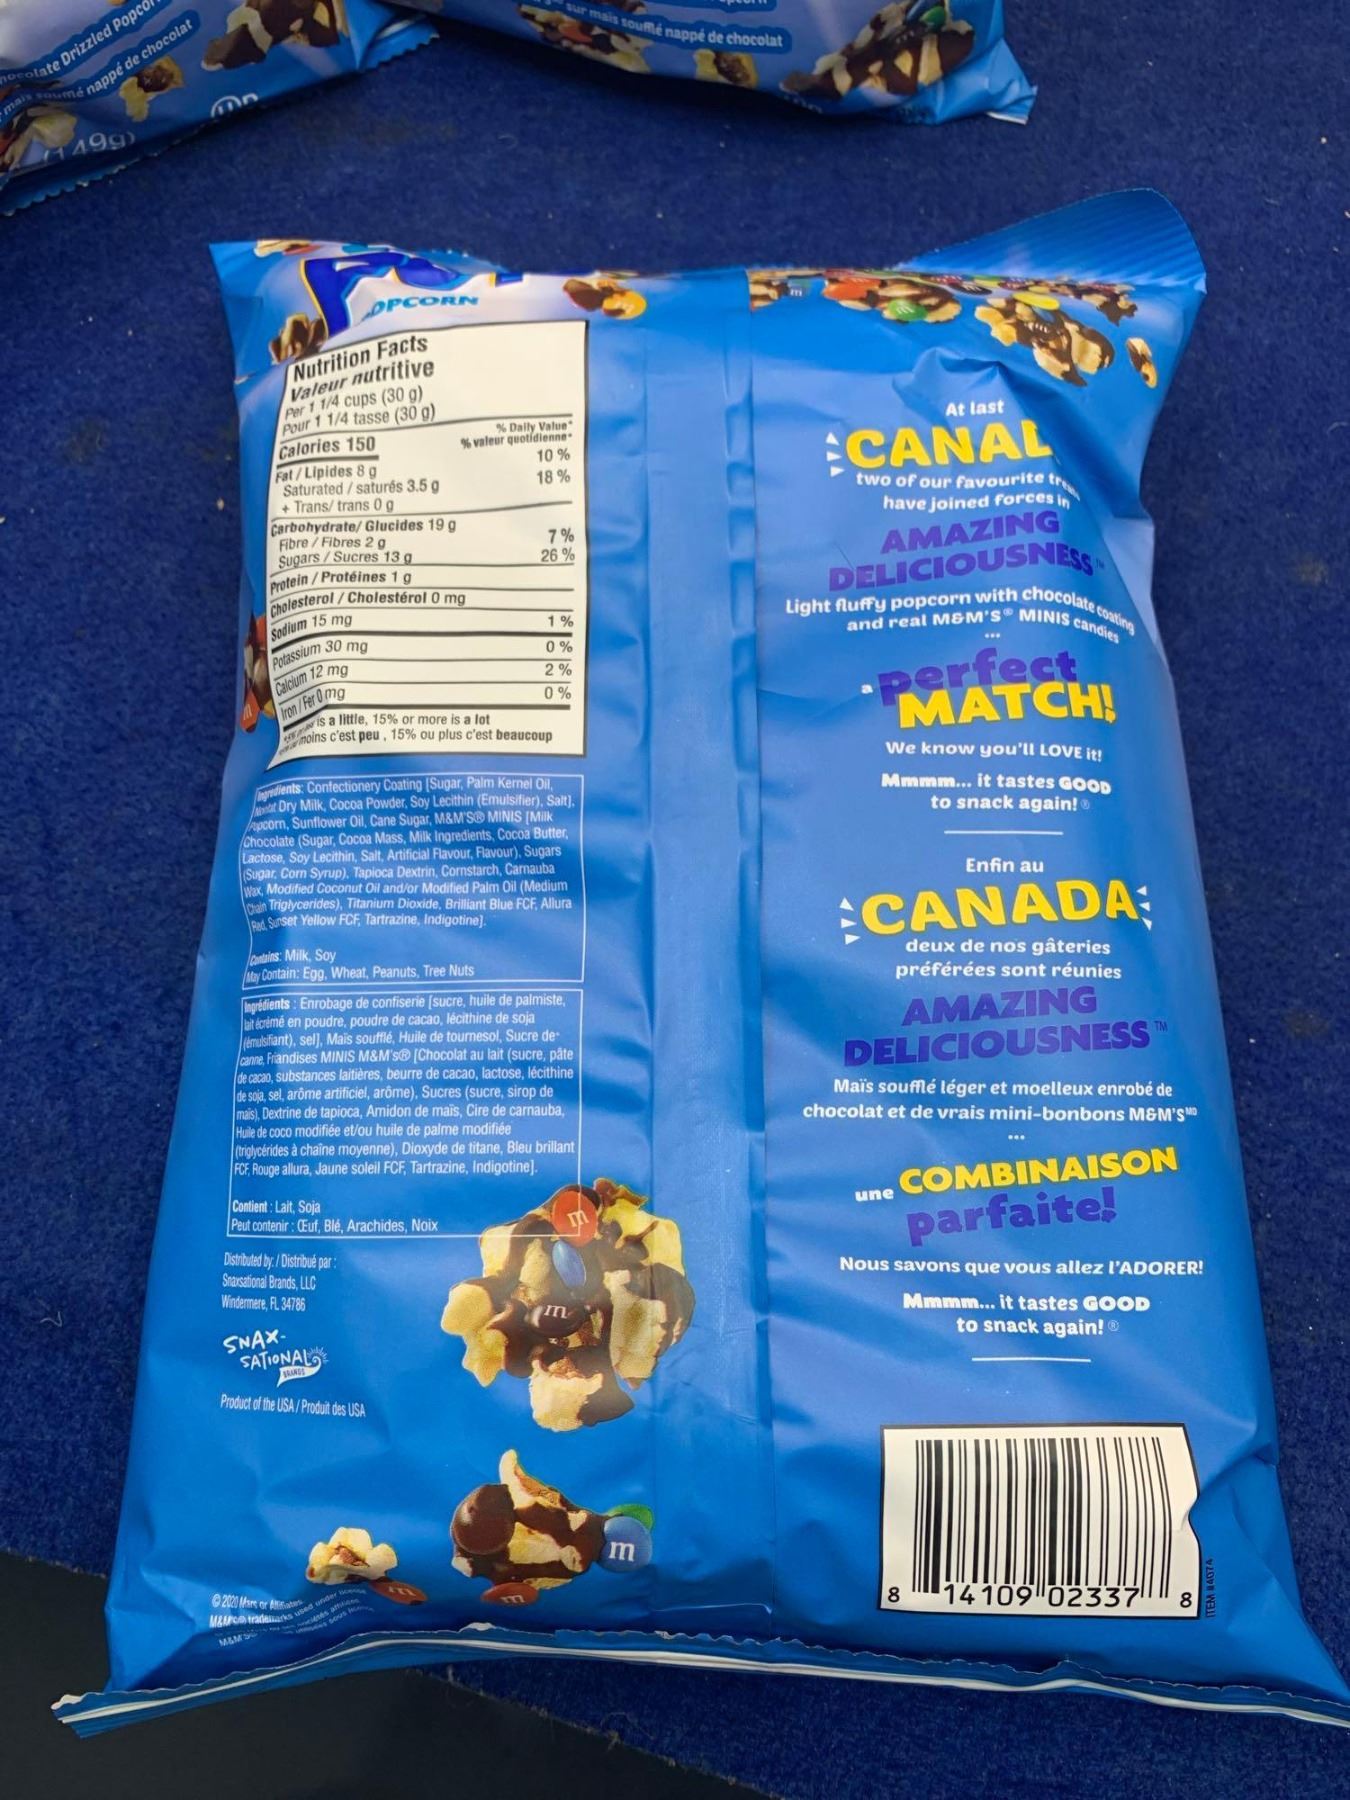 Drizzled Popcorn
nappé de chocolat
(149g)
sur maïs soufflé nappé de chocolat
POPCORN
Nutrition Facts
Valeur nutritive
Per 1 1/4 cups (30 g)
Pour 1 1/4 tasse (30 g)
Calories 150
% Daily Value*
% valeur quotidienne*
Fat / Lipides 8 g 10 %
Saturated / saturés 3.5 g 18 %
+ Trans/ trans 0 g
Carbohydrate/ Glucides 19 g
Fibre / Fibres 2 g 7 %
Sugars / Sucres 13 g 26 %
Protein / Protéines 1 g
Cholesterol / Cholestérol 0 mg
Sodium 15 mg 1 %
Potassium 30 mg 0 %
Calcium 12 mg 2 %
Iron / Fer 0 mg 0 %
is a little, 15% or more is a lot
moins c'est peu , 15% ou plus c'est beaucoup
Ingredients: Confectionery Coating [Sugar, Palm Kernel Oil,
Nonfat Dry Milk, Cocoa Powder, Soy Lecithin (Emulsifier), Salt],
Popcorn, Sunflower Oil, Cane Sugar, M&M'S® MINIS [Milk
Chocolate (Sugar, Cocoa Mass, Milk Ingredients, Cocoa Butter,
Lactose, Soy Lecithin, Salt, Artificial Flavour, Flavour), Sugars
(Sugar, Corn Syrup), Tapioca Dextrin, Cornstarch, Carnauba
Wax, Modified Coconut Oil and/or Modified Palm Oil (Medium
Chain Triglycerides), Titanium Dioxide, Brilliant Blue FCF, Allura
Red, Sunset Yellow FCF, Tartrazine, Indigotine].
Contains: Milk, Soy
May Contain: Egg, Wheat, Peanuts, Tree Nuts
Ingrédients : Enrobage de confiserie [sucre, huile de palmiste,
lait écrémé en poudre, poudre de cacao, lécithine de soja
(émulsifiant), sel], Maïs soufflé, Huile de tournesol, Sucre de
canne, Friandises MINIS M&M's® [Chocolat au lait (sucre, pâte
de cacao, substances laitières, beurre de cacao, lactose, lécithine
de soja, sel, arôme artificiel, arôme), Sucres (sucre, sirop de
maïs), Dextrine de tapioca, Amidon de maïs, Cire de carnauba,
Huile de coco modifiée et/ou huile de palme modifiée
(triglycérides à chaîne moyenne), Dioxyde de titane, Bleu brillant
FCF, Rouge allura, Jaune soleil FCF, Tartrazine, Indigotine].
Contient : Lait, Soja
Peut contenir : Œuf, Blé, Arachides, Noix
Distributed by: / Distribué par :
Snaxsational Brands, LLC
Windermere, FL 34786
SNAX-
SATIONAL
BRANDS
Product of the USA / Produit des USA
© 2020 Mars or Affiliates
M&M'S® trademarks used under license
M&M'S®
At last
CANAD
two of our favourite treats
have joined forces in
AMAZING
DELICIOUSNESS™
Light fluffy popcorn with chocolate coating
and real M&M'S® MINIS candies
...
a perfect
MATCH!
We know you'll LOVE it!
Mmmm... it tastes GOOD
to snack again! ®
Enfin au
CANADA
deux de nos gâteries
préférées sont réunies
AMAZING
DELICIOUSNESS™
Maïs soufflé léger et moelleux enrobé de
chocolat et de vrais mini-bonbons M&M'S MD
...
une COMBINAISON
parfaite!
Nous savons que vous allez l'ADORER!
Mmmm... it tastes GOOD
to snack again! ®
8 14109 02337 8
ITEM #4074